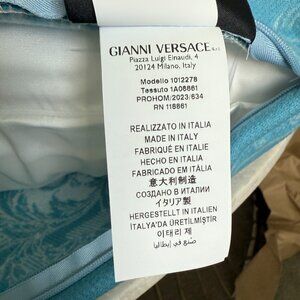 GIANNI VERSACE S.r.l.
Piazza Luigi Einaudi, 4
20124 Milano, Italy
Modello 1012278
Tessuto 1A08861
PROHOM/2023/634
RN 118861
REALIZZATO IN ITALIA
MADE IN ITALY
FABRIQUÉ EN ITALIE
HECHO EN ITALIA
FABRICADO EM ITÁLIA
意大利制造
СОЗДАНО В ИТАЛИИ
イタリア製
HERGESTELLT IN ITALIEN
İTALYA'DA ÜRETİLMİŞTİR
이태리 제
صنع في إيطاليا